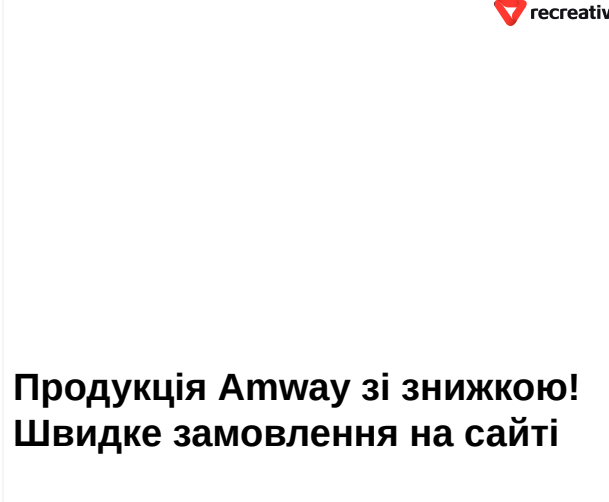 recreativ
Продукція Amway зі знижкою!
Швидке замовлення на сайті